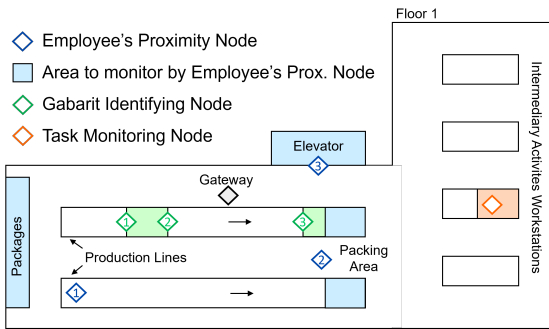 Floor 1
Employee's Proximity Node
Area to monitor by Employee's Prox. Node
Gabarit Identifying Node
Task Monitoring Node
Elevator
3
Gateway
1
2
3
Packages
Production Lines
2
Packing
Area
1
Intermediary Activites Workstations